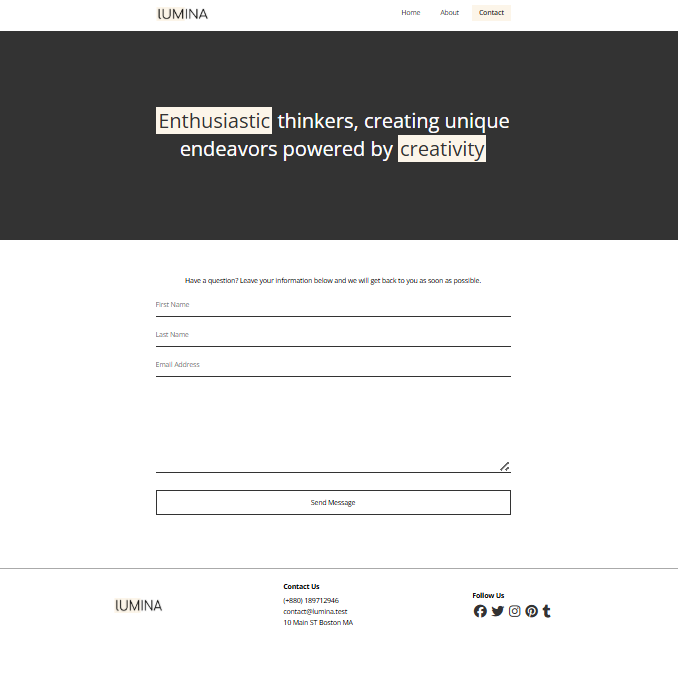 lUMINA
Home About Contact
Enthusiastic thinkers, creating unique
endeavors powered by creativity
Have a question? Leave your information below and we will get back to you as soon as possible.
First Name
Last Name
Email Address
Send Message
lUMINA
Contact Us
(+880) 189712946
contact@lumina.test
10 Main ST Boston MA
Follow Us